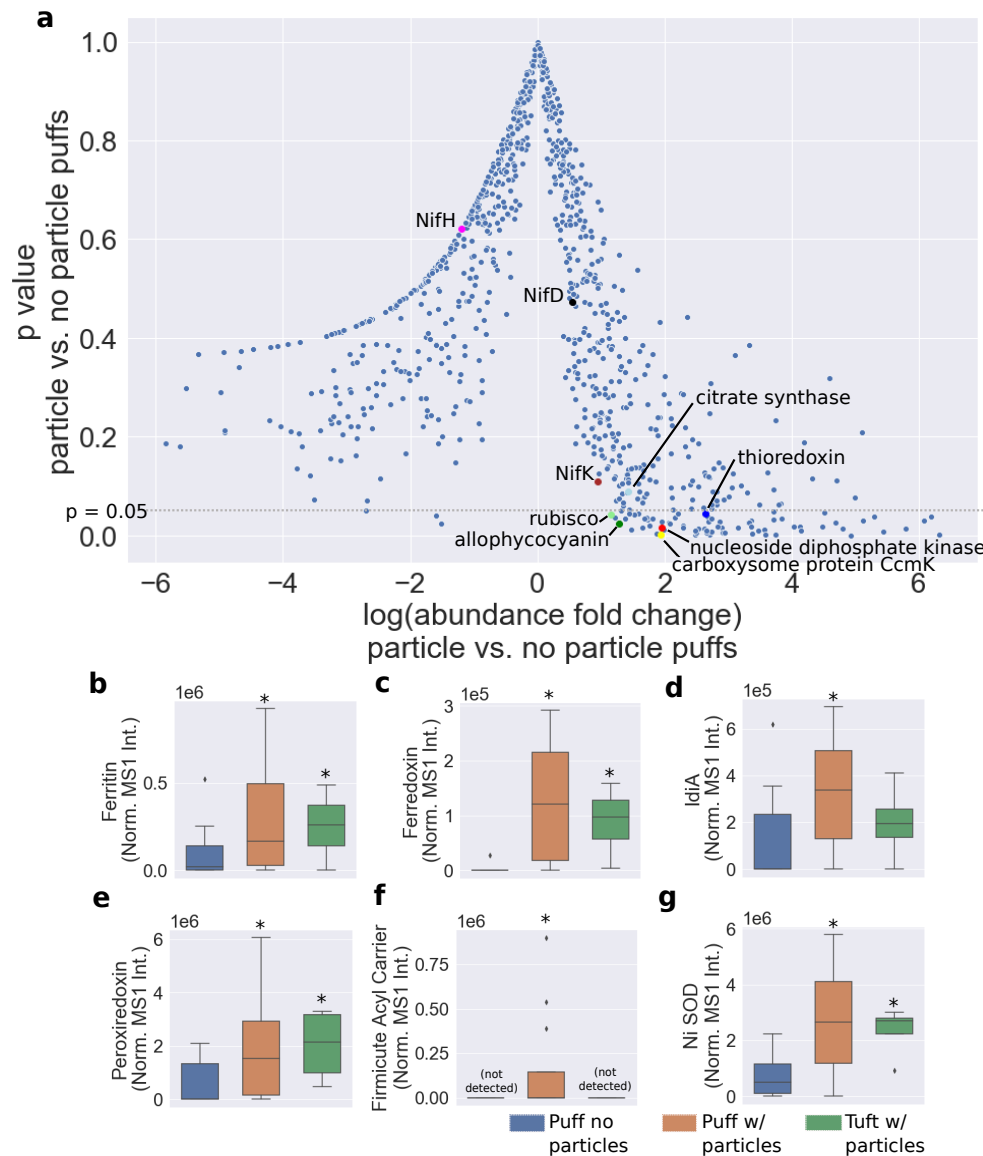 a
p value
particle vs. no particle puffs
1.0
0.8
0.6
0.4
0.2
0.0
p = 0.05
NifH
NifD
citrate synthase
thioredoxin
NifK
rubisco
allophycocyanin
nucleoside diphosphate kinase
carboxysome protein CcmK
−6 −4 −2 0 2 4 6
log(abundance fold change)
particle vs. no particle puffs
b
1e6
Ferritin
(Norm. MS1 Int.)
0.5
0.0
*
*
c
1e5
Ferredoxin
(Norm. MS1 Int.)
3
2
1
0
*
*
d
1e5
IdiA
(Norm. MS1 Int.)
6
4
2
0
*
e
1e6
Peroxiredoxin
(Norm. MS1 Int.)
6
4
2
0
*
*
f
1e6
Firmicute Acyl Carrier
(Norm. MS1 Int.)
0.75
0.50
0.25
0.00
*
(not
detected)
(not
detected)
g
1e6
Ni SOD
(Norm. MS1 Int.)
6
4
2
0
*
*
Puff no
particles
Puff w/
particles
Tuft w/
particles